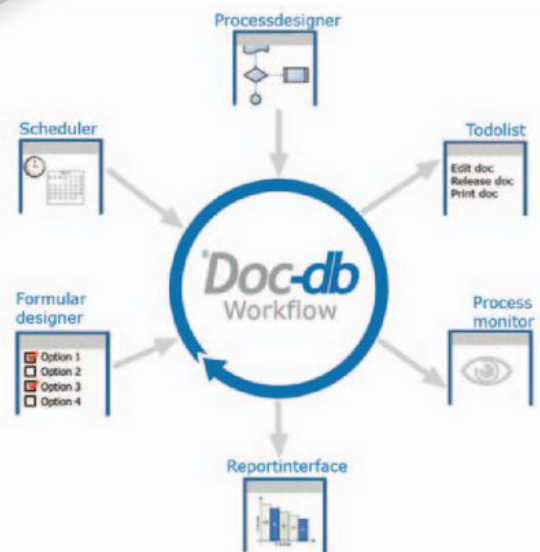 Processdesigner
Scheduler
Todolist
Edit doc
Release doc
Print doc
Doc-db
Workflow
Formular
designer
Option 1
Option 2
Option 3
Option 4
Process
monitor
Reportinterface